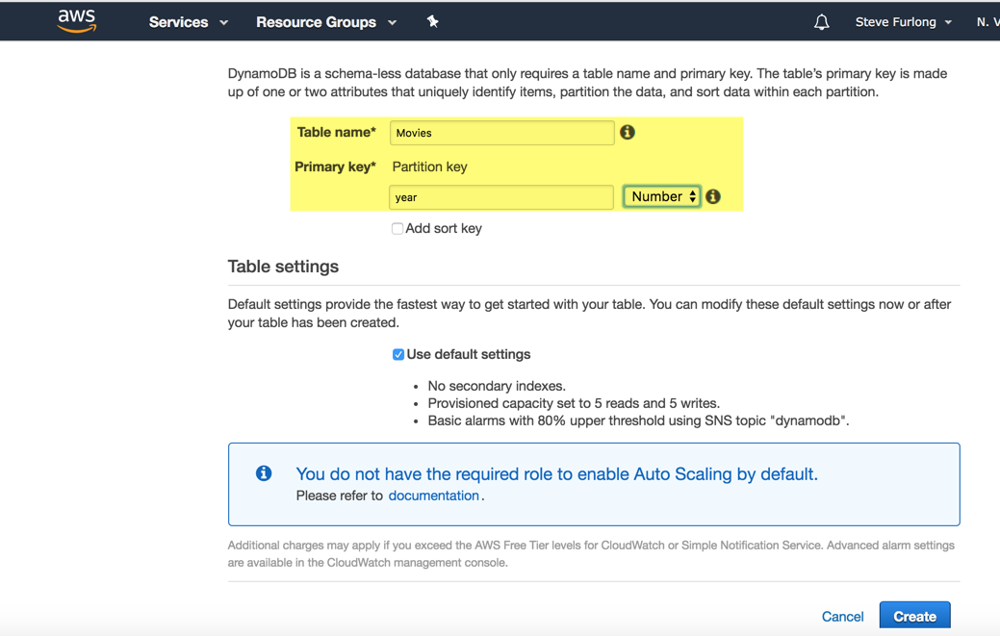 aws Services Resource Groups Steve Furlong N. V
DynamoDB is a schema-less database that only requires a table name and primary key. The table's primary key is made
up of one or two attributes that uniquely identify items, partition the data, and sort data within each partition.
Table name* Movies
Primary key* Partition key
year Number
Add sort key
Table settings
Default settings provide the fastest way to get started with your table. You can modify these default settings now or after
your table has been created.
Use default settings
• No secondary indexes.
• Provisioned capacity set to 5 reads and 5 writes.
• Basic alarms with 80% upper threshold using SNS topic "dynamodb".
You do not have the required role to enable Auto Scaling by default.
Please refer to documentation.
Additional charges may apply if you exceed the AWS Free Tier levels for CloudWatch or Simple Notification Service. Advanced alarm settings
are available in the CloudWatch management console.
Cancel Create